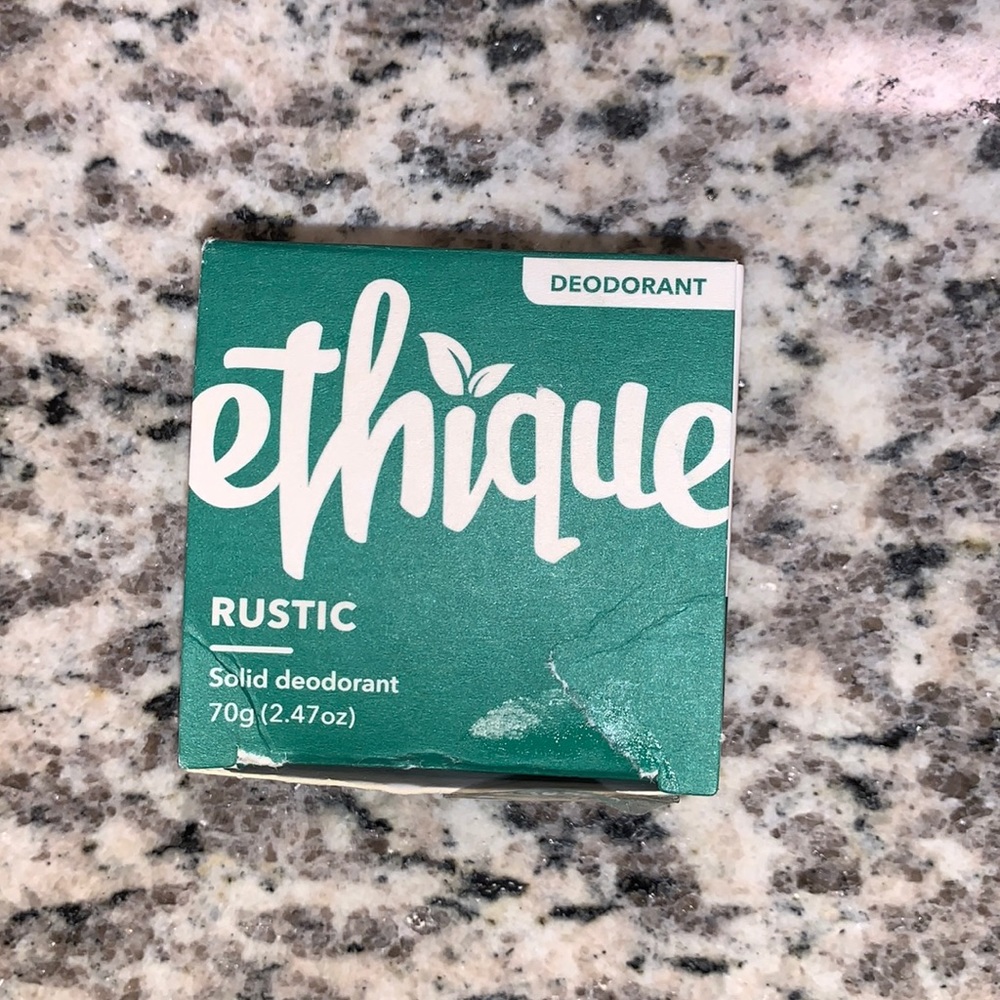 DEODORANT
ethique
RUSTIC
Solid deodorant
70g (2.47oz)